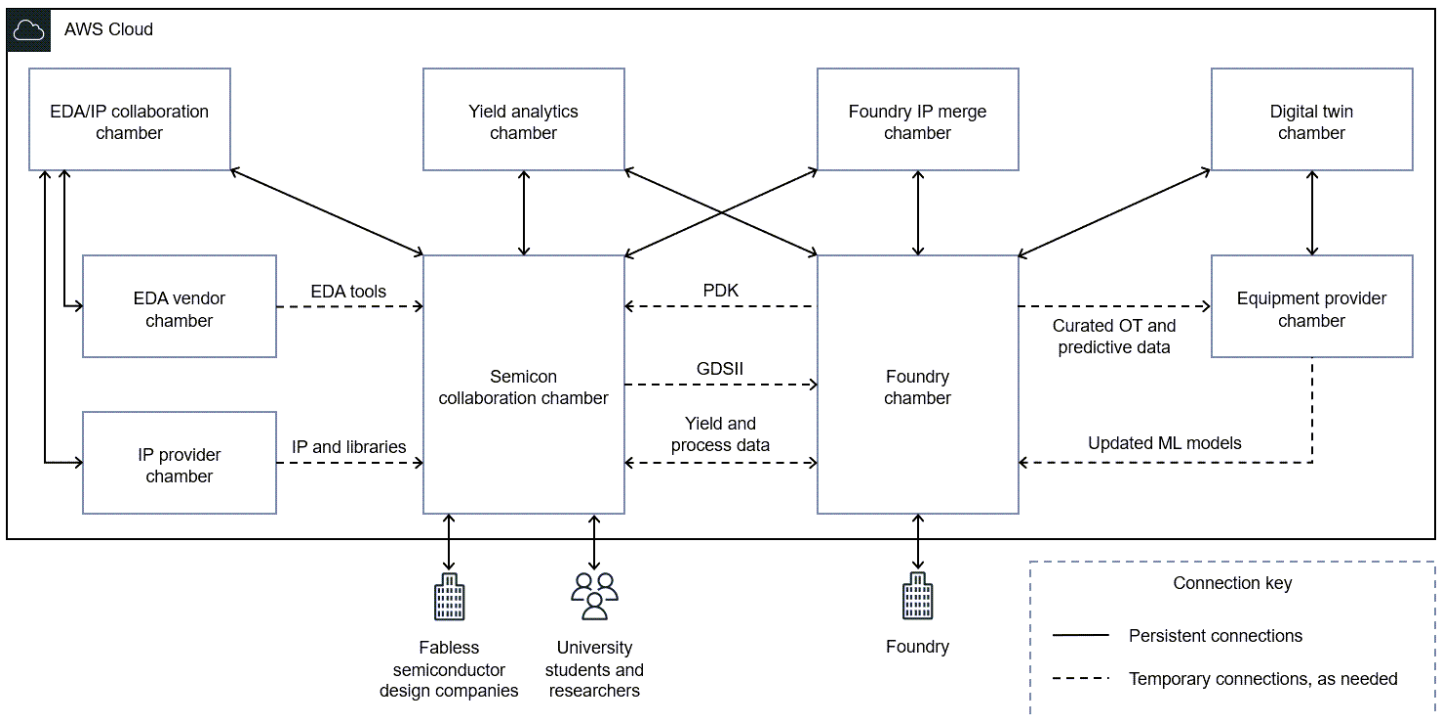 AWS Cloud
EDA/IP collaboration
chamber
Yield analytics
chamber
Foundry IP merge
chamber
Digital twin
chamber
EDA vendor
chamber
EDA tools
IP provider
chamber
IP and libraries
Semicon
collaboration chamber
PDK
GDSII
Yield and
process data
Foundry
chamber
Curated OT and
predictive data
Equipment provider
chamber
Updated ML models
Fabless
semiconductor
design companies
University
students and
researchers
Foundry
Connection key
Persistent connections
Temporary connections, as needed